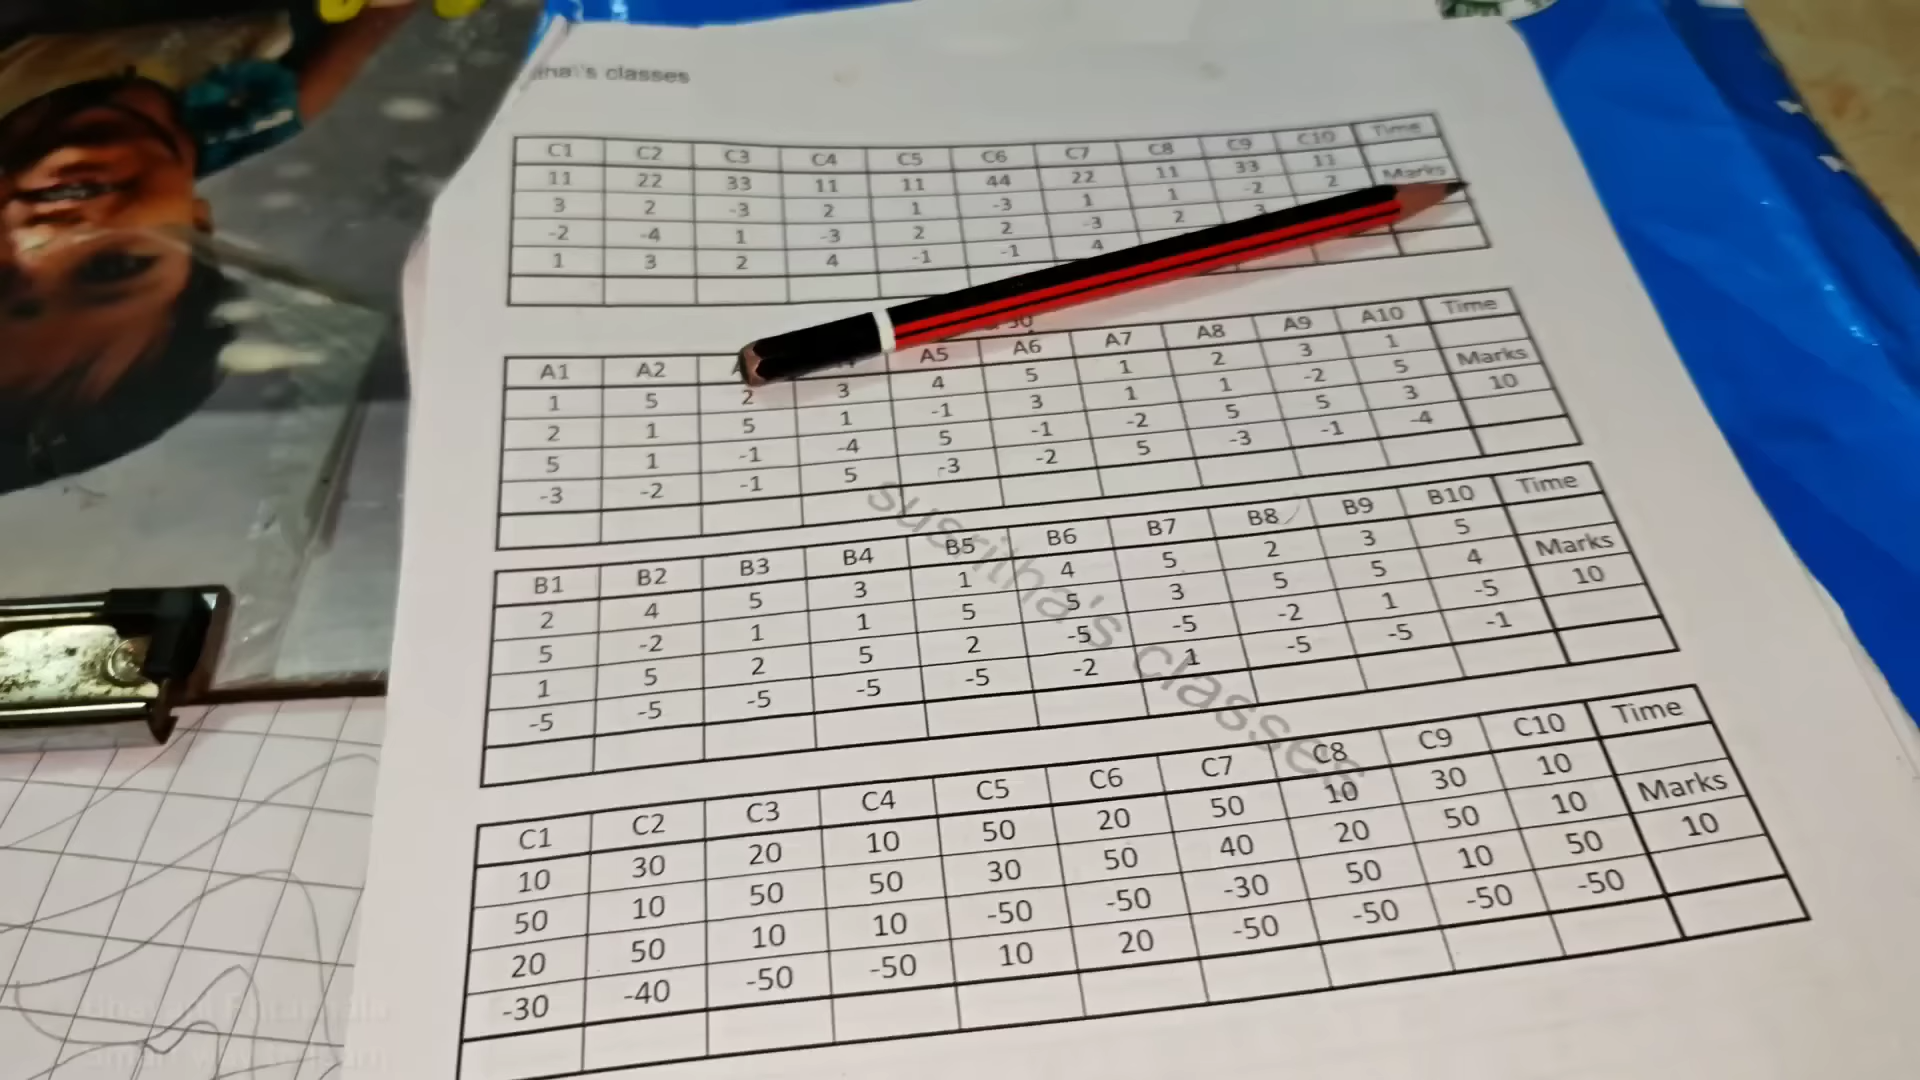 's classes
C1 C2 C3 C4 C5 C6 C7 C8 C9 C10 Time
11 22 33 11 11 44 22 11 33 11
3 2 -3 2 1 -3 1 1 -2 2 Marks
-2 -4 1 -3 2 2 -3 2 3
1 3 2 4 -1 -1 4
A1 A2 A5 A6 A7 A8 A9 A10 Time
1 5 2 3 4 5 1 2 3 1
2 1 5 1 -1 3 1 1 -2 5 Marks
5 1 -1 -4 5 -1 -2 5 5 3 10
-3 -2 -1 5 -3 -2 5 -3 -1 -4
B1 B2 B3 B4 B5 B6 B7 B8 B9 B10 Time
2 4 5 3 1 4 5 2 3 5
5 -2 1 1 5 5 3 5 5 4 Marks
1 5 2 5 2 -5 -5 -2 1 -5 10
-5 -5 -5 -5 -5 -2 1 -5 -5 -1
susritha's classes
C1 C2 C3 C4 C5 C6 C7 C8 C9 C10 Time
10 30 20 10 50 20 50 10 30 10
50 10 50 50 30 50 40 20 50 10 Marks
20 50 10 10 -50 -50 -30 50 10 50 10
-30 -40 -50 -50 10 20 -50 -50 -50 -50